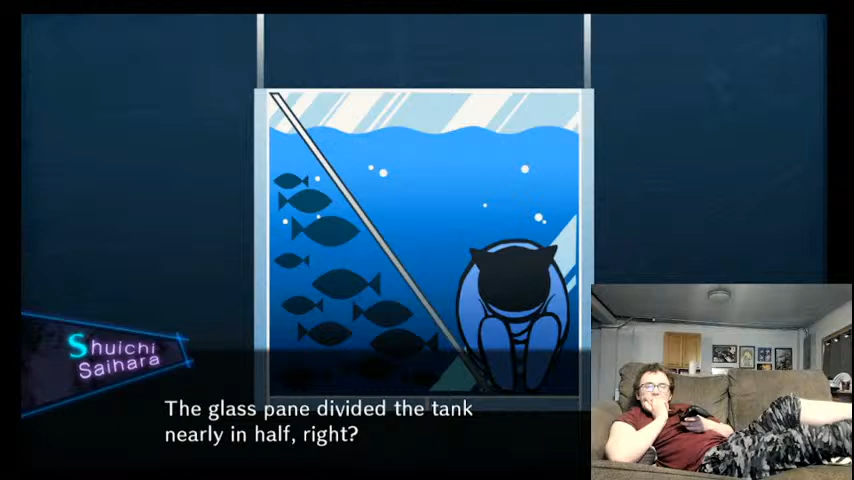 Shuichi
Saihara
The glass pane divided the tank
nearly in half, right?